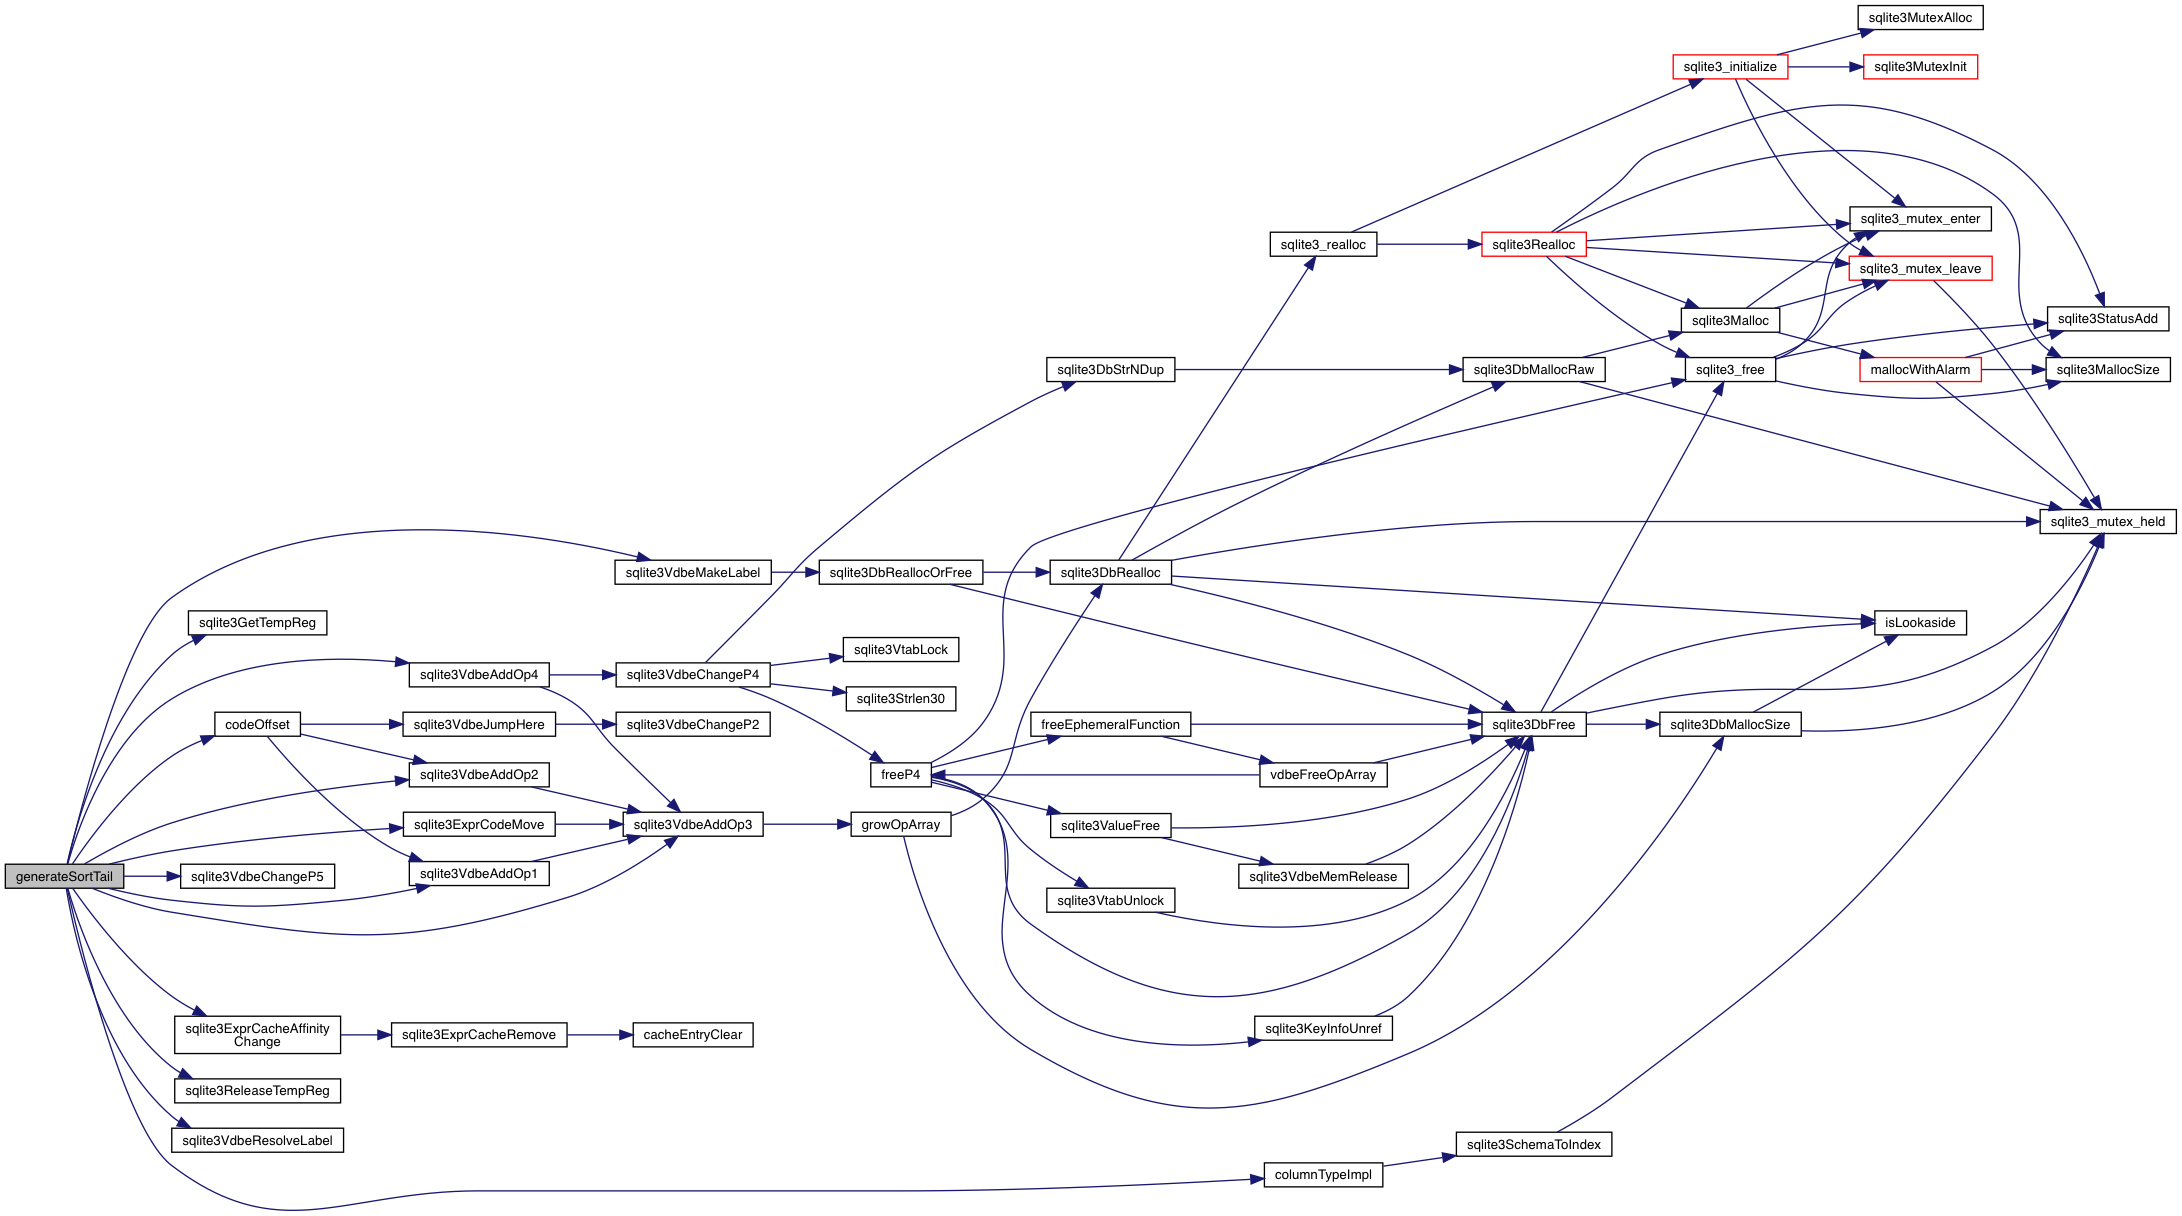 sqlite3MutexAlloc
sqlite3_initialize
sqlite3MutexInit
sqlite3_mutex_enter
sqlite3_realloc
sqlite3Realloc
sqlite3_mutex_leave
sqlite3Malloc
sqlite3StatusAdd
sqlite3DbStrNDup
sqlite3DbMallocRaw
sqlite3_free
mallocWithAlarm
sqlite3MallocSize
sqlite3_mutex_held
sqlite3VdbeMakeLabel
sqlite3DbReallocOrFree
sqlite3DbRealloc
sqlite3GetTempReg
isLookaside
sqlite3VtabLock
sqlite3VdbeAddOp4
sqlite3VdbeChangeP4
sqlite3Strlen30
codeOffset
sqlite3VdbeJumpHere
sqlite3VdbeChangeP2
freeEphemeralFunction
sqlite3DbFree
sqlite3DbMallocSize
sqlite3VdbeAddOp2
freeP4
vdbeFreeOpArray
sqlite3ExprCodeMove
sqlite3VdbeAddOp3
growOpArray
sqlite3ValueFree
generateSortTail
sqlite3VdbeChangeP5
sqlite3VdbeAddOp1
sqlite3VdbeMemRelease
sqlite3VtabUnlock
sqlite3ExprCacheAffinity
Change
sqlite3ExprCacheRemove
cacheEntryClear
sqlite3KeyInfoUnref
sqlite3ReleaseTempReg
sqlite3VdbeResolveLabel
sqlite3SchemaToIndex
columnTypeImpl